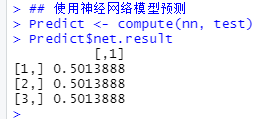 > ## 使用神经网络模型预测
> Predict <- compute(nn, test)
> Predict$net.result
          [,1]
[1,] 0.5013888
[2,] 0.5013888
[3,] 0.5013888
>